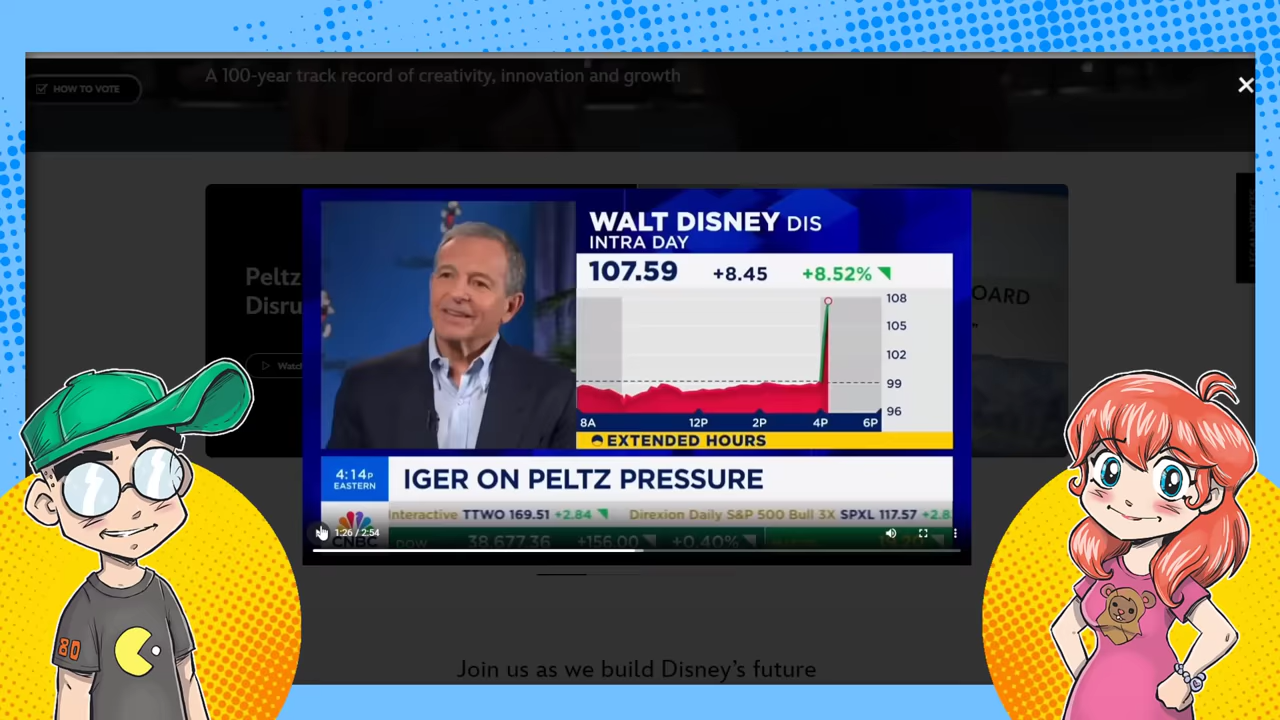 A 100-year track record of creativity, innovation and growth
HOW TO VOTE
Peltz
Disru
Watch
OARD
WALT DISNEY DIS
INTRA DAY
107.59 +8.45 +8.52%
108
105
102
99
96
8A 12P 2P 4P 6P
EXTENDED HOURS
4:14P
EASTERN
IGER ON PELTZ PRESSURE
Interactive TTWO 169.51 +2.84 Direxion Daily S&P 500 Bull 3X SPXL 117.57 +2.8
1:26 / 2:54
CNBC
DOW 38,677.36 +156.00 +0.40%
Join us as we build Disney's future
80